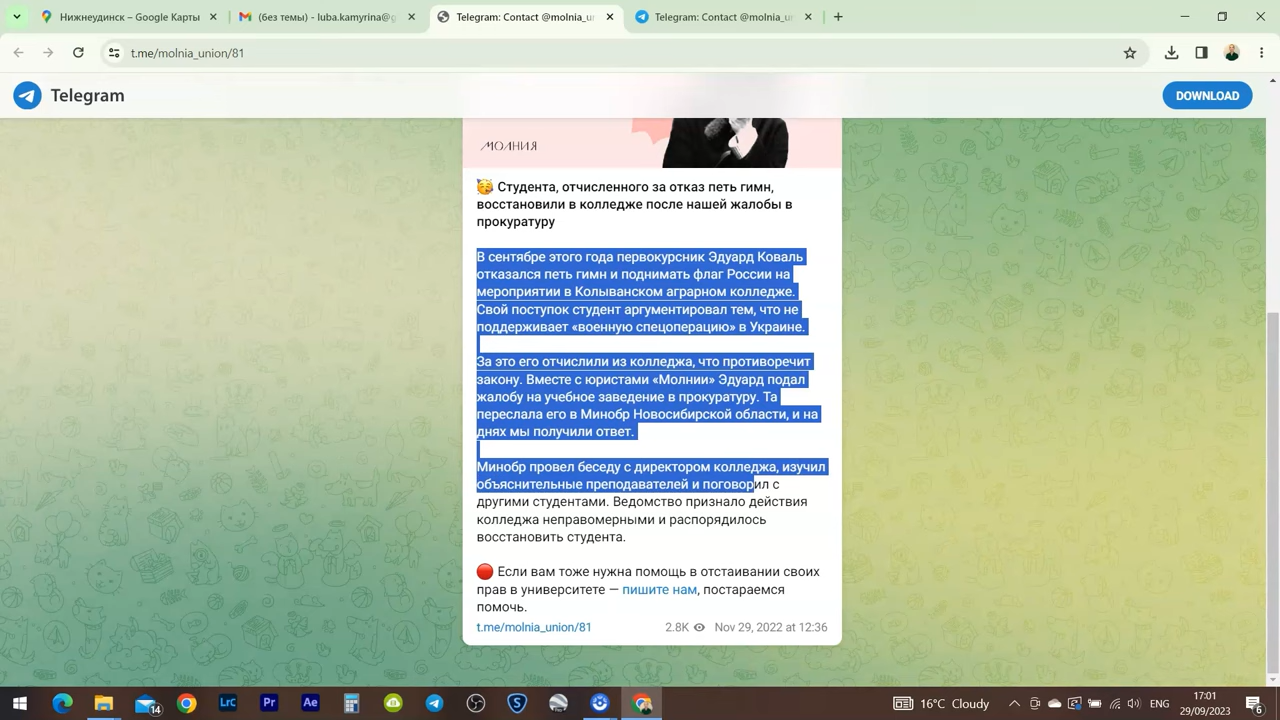 Нижнеудинск – Google Карты
(без темы) - luba.kamyrina@g
Telegram: Contact @molnia_un
Telegram: Contact @molnia_un
t.me/molnia_union/81
Telegram
DOWNLOAD
МОЛНИЯ
🥳 Студента, отчисленного за отказ петь гимн,
восстановили в колледже после нашей жалобы в
прокуратуру
В сентябре этого года первокурсник Эдуард Коваль
отказался петь гимн и поднимать флаг России на
мероприятии в Колыванском аграрном колледже.
Свой поступок студент аргументировал тем, что не
поддерживает «военную спецоперацию» в Украине.
За это его отчислили из колледжа, что противоречит
закону. Вместе с юристами «Молнии» Эдуард подал
жалобу на учебное заведение в прокуратуру. Та
переслала его в Минобр Новосибирской области, и на
днях мы получили ответ.
Минобр провел беседу с директором колледжа, изучил
объяснительные преподавателей и поговорил с
другими студентами. Ведомство признало действия
колледжа неправомерными и распорядилось
восстановить студента.
🔴 Если вам тоже нужна помощь в отстаивании своих
прав в университете — пишите нам, постараемся
помочь.
t.me/molnia_union/81 2.8K Nov 29, 2022 at 12:36
14
LrC
Pr
Ae
S
16°C Cloudy
ENG
17:01
29/09/2023
6